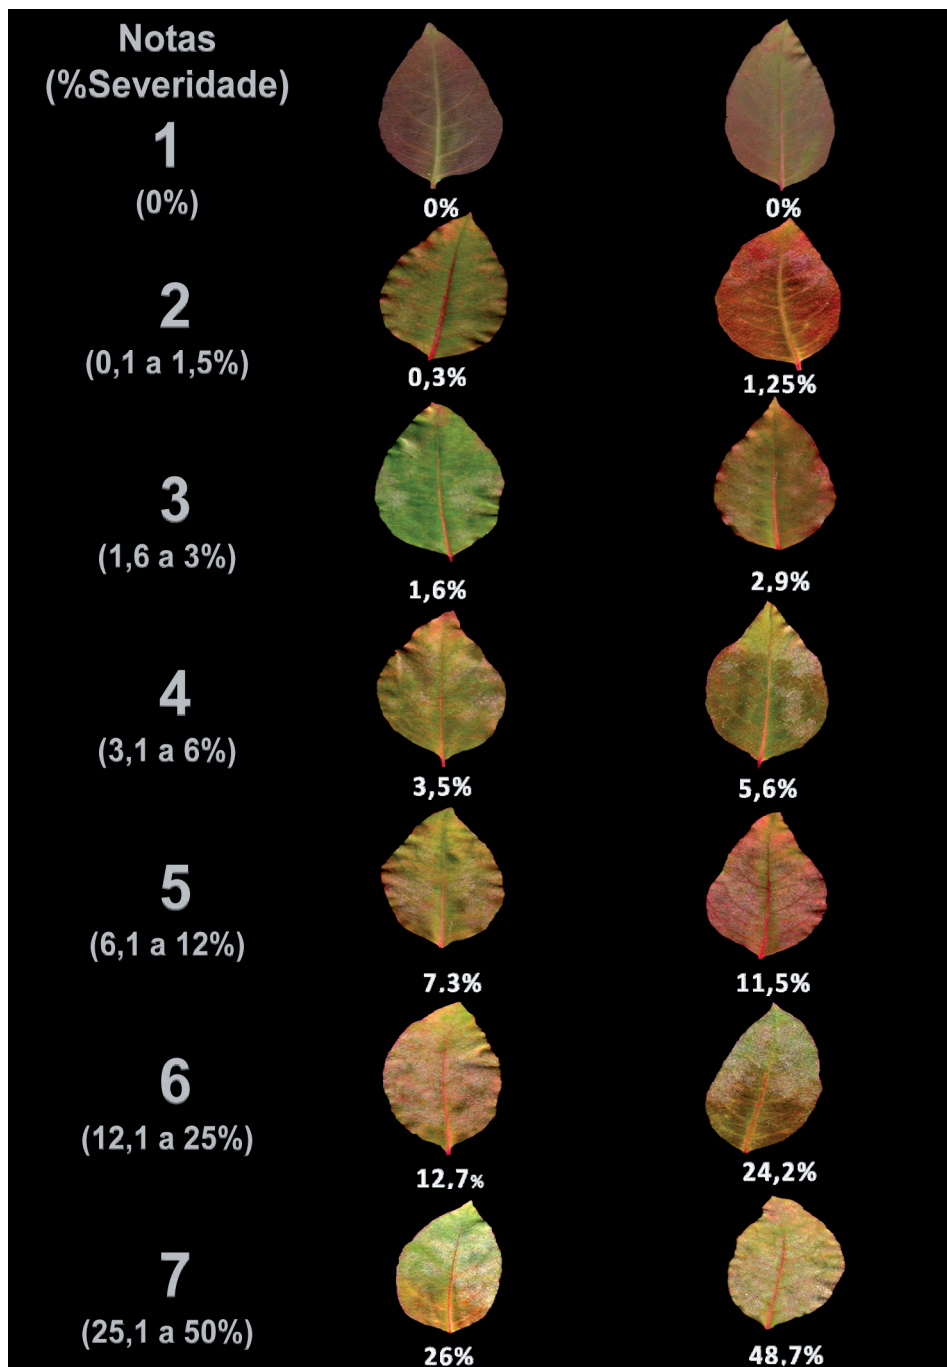 Notas
(%Severidade)
1
(0%)
0%
0%
2
(0,1 a 1,5%)
0,3%
1,25%
3
(1,6 a 3%)
1,6%
2,9%
4
(3,1 a 6%)
3,5%
5,6%
5
(6,1 a 12%)
7.3%
11,5%
6
(12,1 a 25%)
12,7%
24,2%
7
(25,1 a 50%)
26%
48,7%